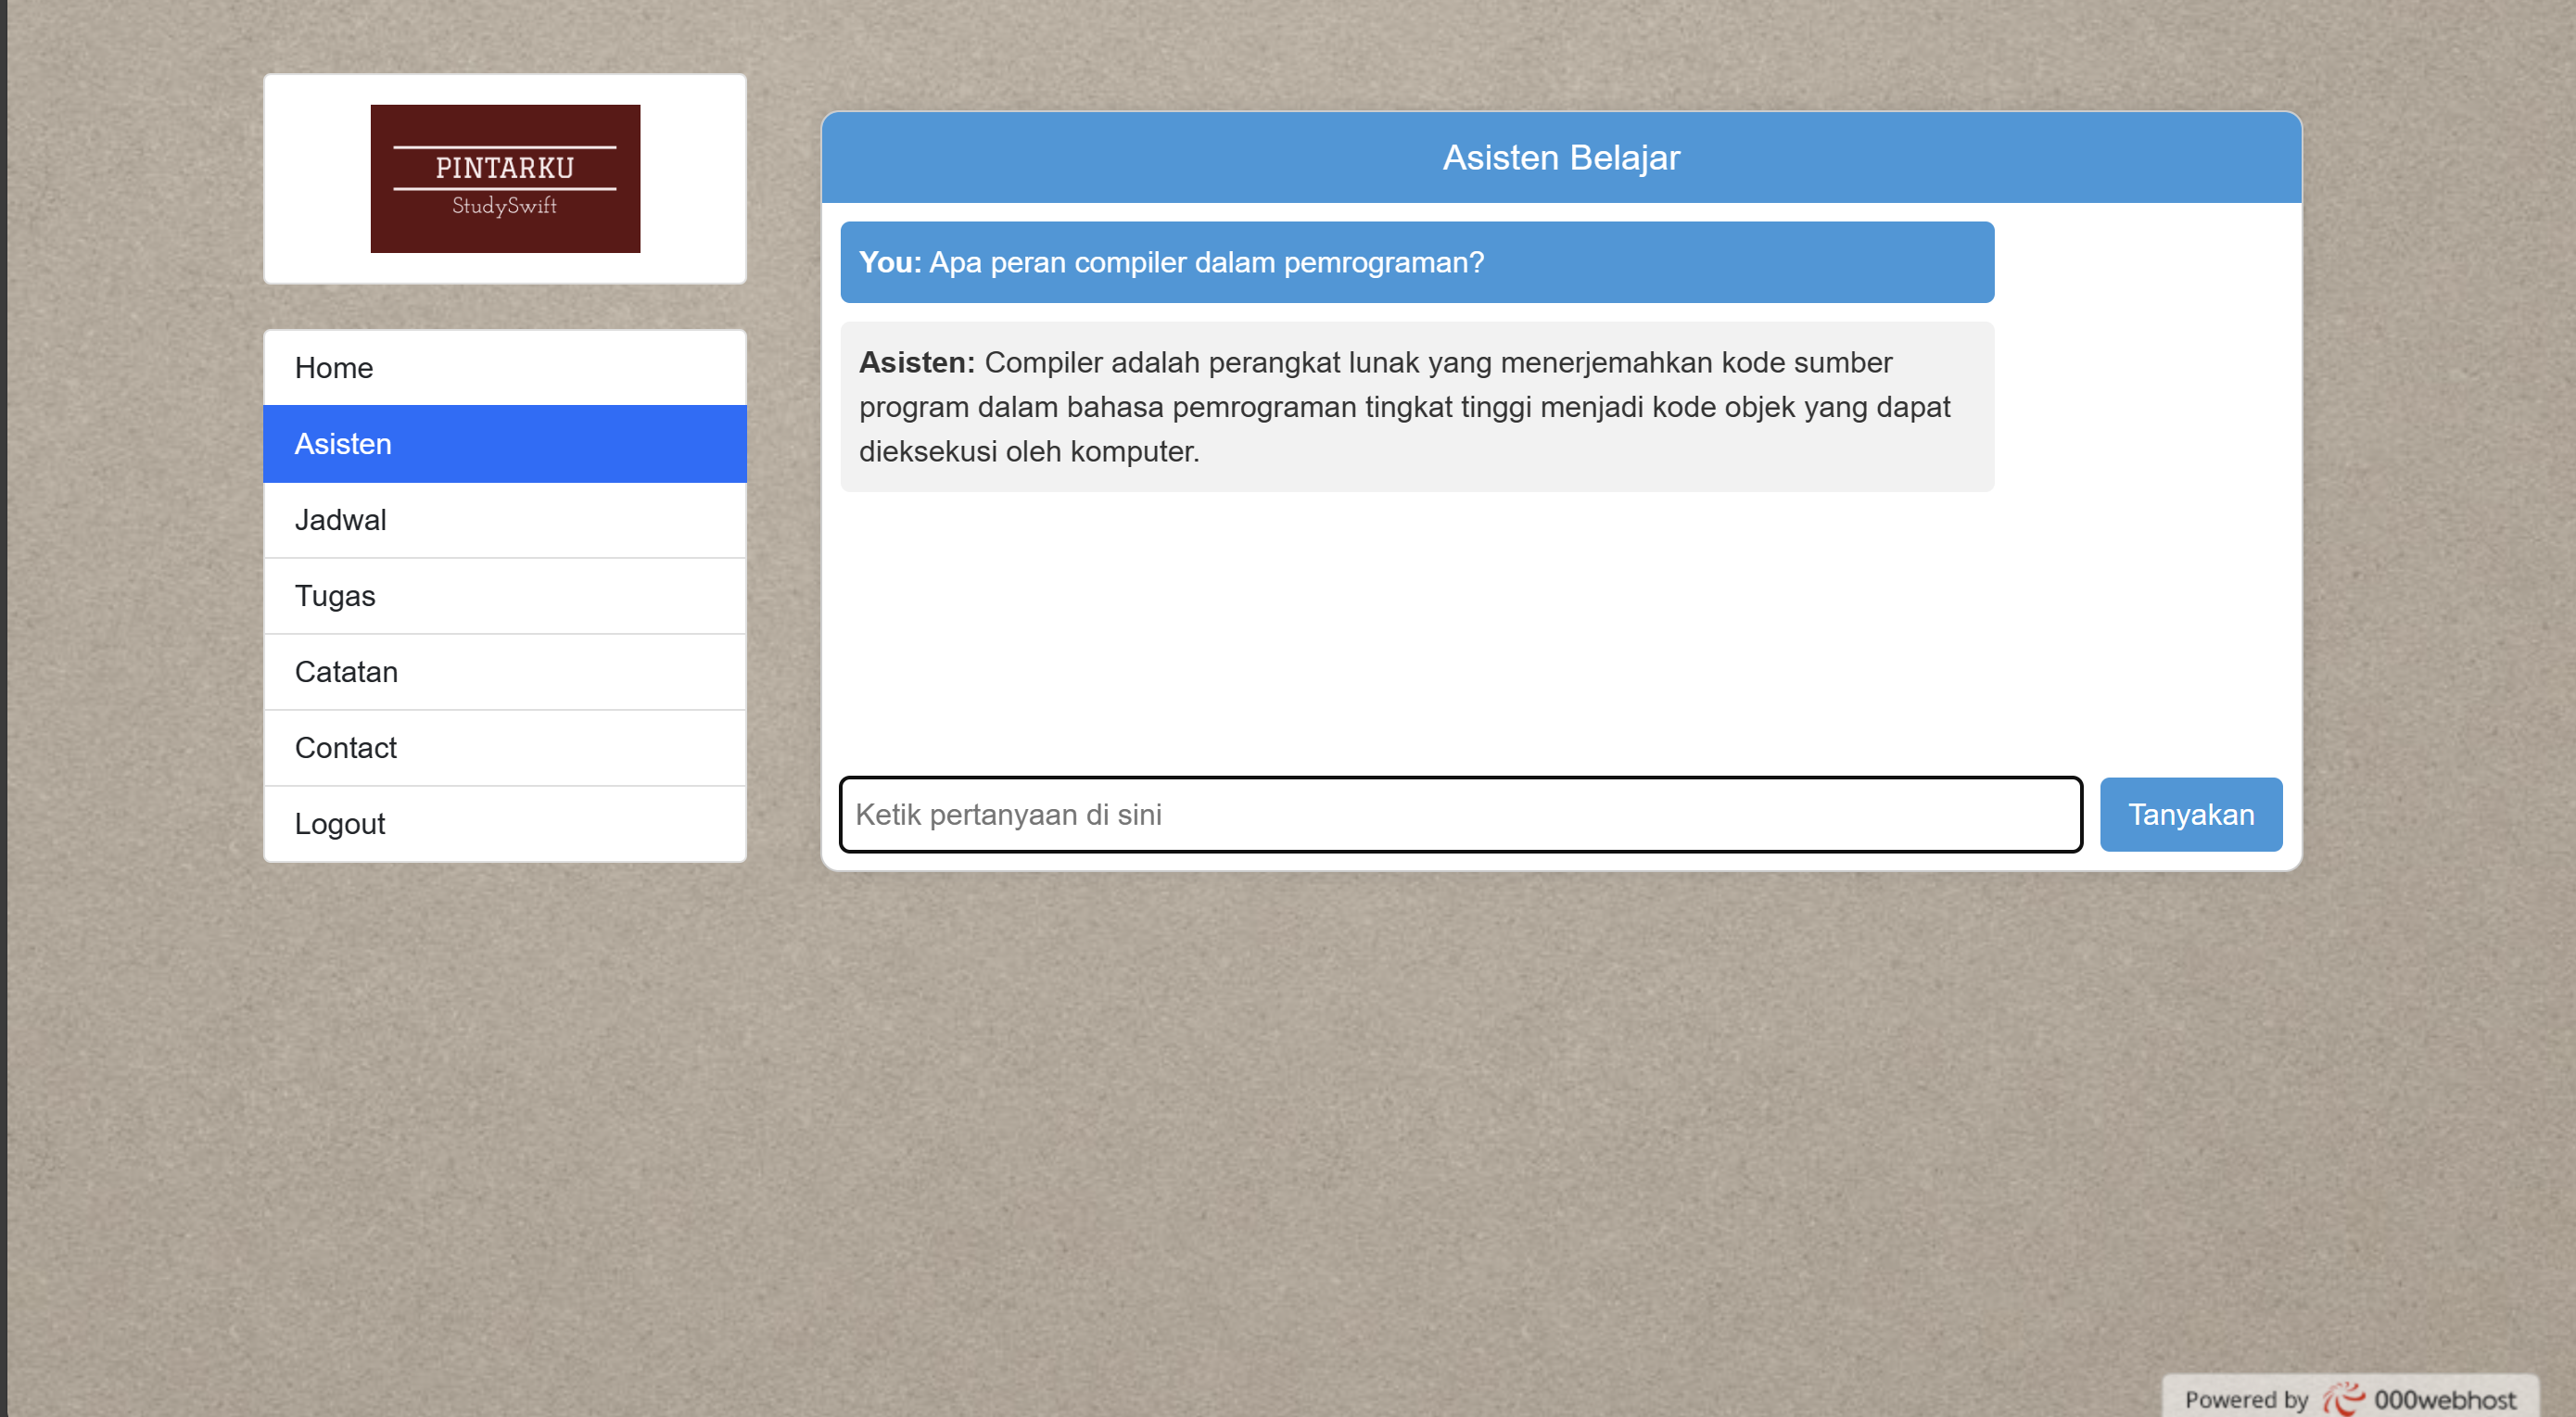 PINTARKU
StudySwift
Home
Asisten
Jadwal
Tugas
Catatan
Contact
Logout
Asisten Belajar
You: Apa peran compiler dalam pemrograman?
Asisten: Compiler adalah perangkat lunak yang menerjemahkan kode sumber
program dalam bahasa pemrograman tingkat tinggi menjadi kode objek yang dapat
dieksekusi oleh komputer.
Ketik pertanyaan di sini
Tanyakan
Powered by 000webhost